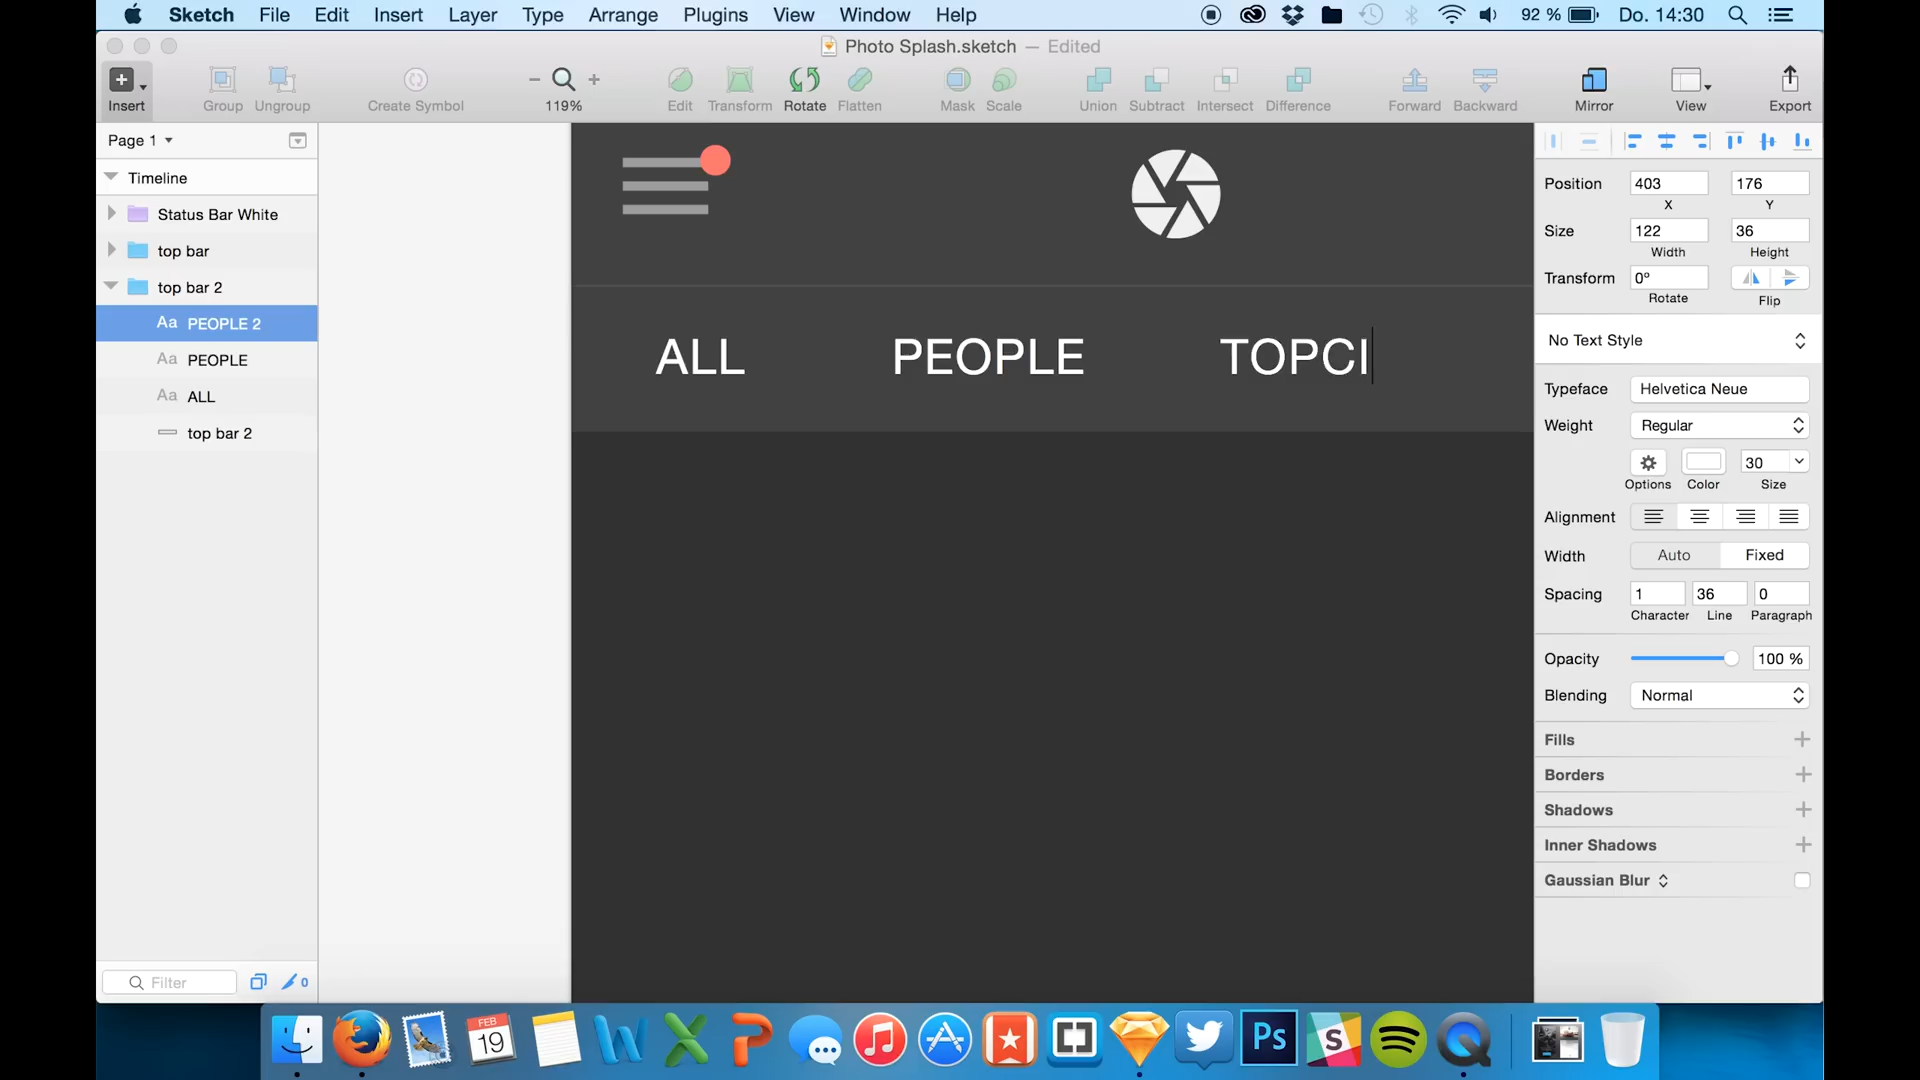 Sketch File Edit Insert Layer Type Arrange Plugins View Window Help 92 % Do. 14:30
Photo Splash.sketch — Edited
Insert Group Ungroup Create Symbol 119% Edit Transform Rotate Flatten Mask Scale Union Subtract Intersect Difference Forward Backward Mirror View Export
Page 1
Timeline
Status Bar White
top bar
top bar 2
Aa PEOPLE 2
Aa PEOPLE
Aa ALL
top bar 2
Filter 0
ALL PEOPLE TOPCI
Position 403 176
X Y
Size 122 36
Width Height
Transform 0º
Rotate Flip
No Text Style
Typeface Helvetica Neue
Weight Regular
30
Options Color Size
Alignment
Width Auto Fixed
Spacing 1 36 0
Character Line Paragraph
Opacity 100 %
Blending Normal
Fills
Borders
Shadows
Inner Shadows
Gaussian Blur
FEB
19
W X P Ps S